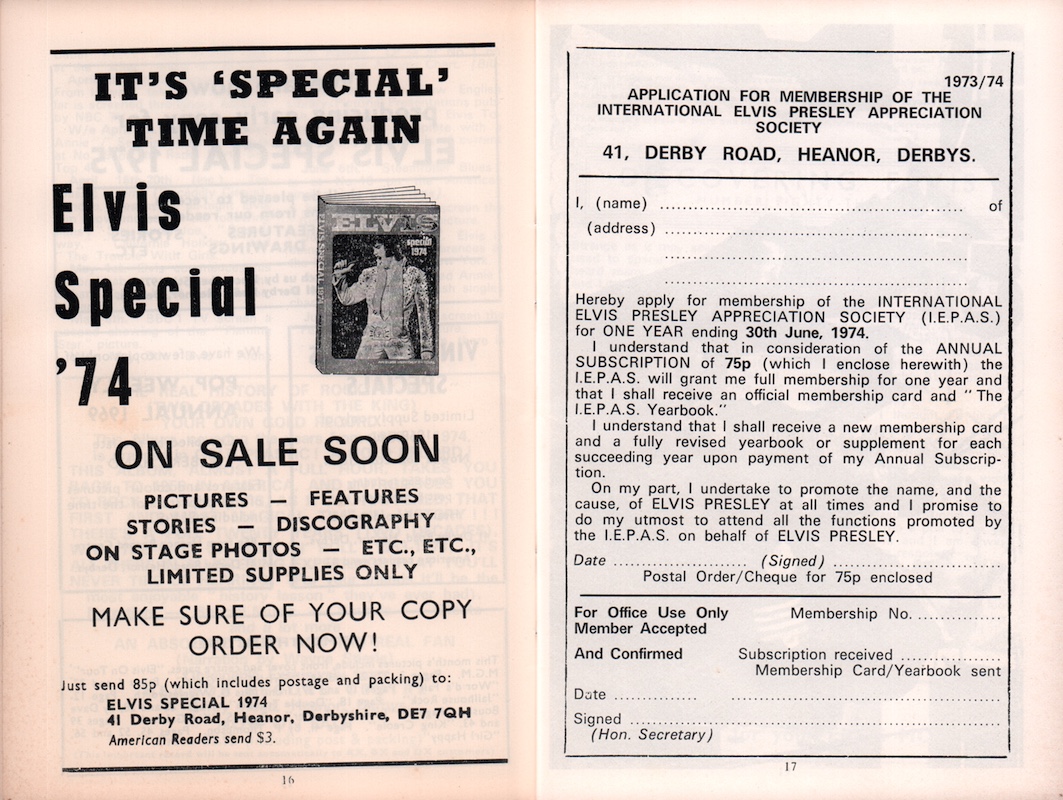 IT'S 'SPECIAL'
TIME AGAIN
Elvis
Special
'74
ELVIS
special
1974
ON SALE SOON
PICTURES — FEATURES
STORIES — DISCOGRAPHY
ON STAGE PHOTOS — ETC., ETC.,
LIMITED SUPPLIES ONLY
MAKE SURE OF YOUR COPY
ORDER NOW!
Just send 85p (which includes postage and packing) to:
ELVIS SPECIAL 1974
41 Derby Road, Heanor, Derbyshire, DE7 7QH
American Readers send $3.
16
1973/74
APPLICATION FOR MEMBERSHIP OF THE
INTERNATIONAL ELVIS PRESLEY APPRECIATION
SOCIETY
41, DERBY ROAD, HEANOR, DERBYS.
I, (name) .................................................... of
(address) ....................................................
....................................................
....................................................
Hereby apply for membership of the INTERNATIONAL
ELVIS PRESLEY APPRECIATION SOCIETY (I.E.P.A.S.)
for ONE YEAR ending 30th June, 1974.
I understand that in consideration of the ANNUAL
SUBSCRIPTION of 75p (which I enclose herewith) the
I.E.P.A.S. will grant me full membership for one year and
that I shall receive an official membership card and "The
I.E.P.A.S. Yearbook."
I understand that I shall receive a new membership card
and a fully revised yearbook or supplement for each
succeeding year upon payment of my Annual Subscrip-
tion.
On my part, I undertake to promote the name, and the
cause, of ELVIS PRESLEY at all times and I promise to
do my utmost to attend all the functions promoted by
the I.E.P.A.S. on behalf of ELVIS PRESLEY.
Date ...................... (Signed) ...........................
Postal Order/Cheque for 75p enclosed
For Office Use Only Membership No. ..............
Member Accepted
And Confirmed Subscription received .................
Membership Card/Yearbook sent
Date ..............
Signed ....................................................
(Hon. Secretary)
17